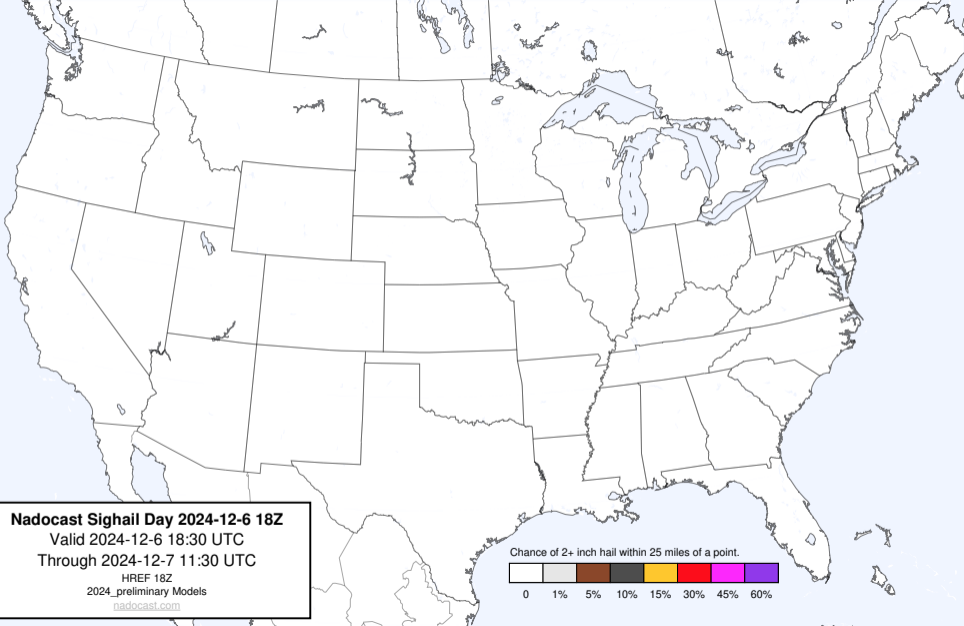 Nadocast Sighail Day 2024-12-6 18Z
Valid 2024-12-6 18:30 UTC
Through 2024-12-7 11:30 UTC
HREF 18Z
2024_preliminary Models
nadocast.com
Chance of 2+ inch hail within 25 miles of a point.
0 1% 5% 10% 15% 30% 45% 60%